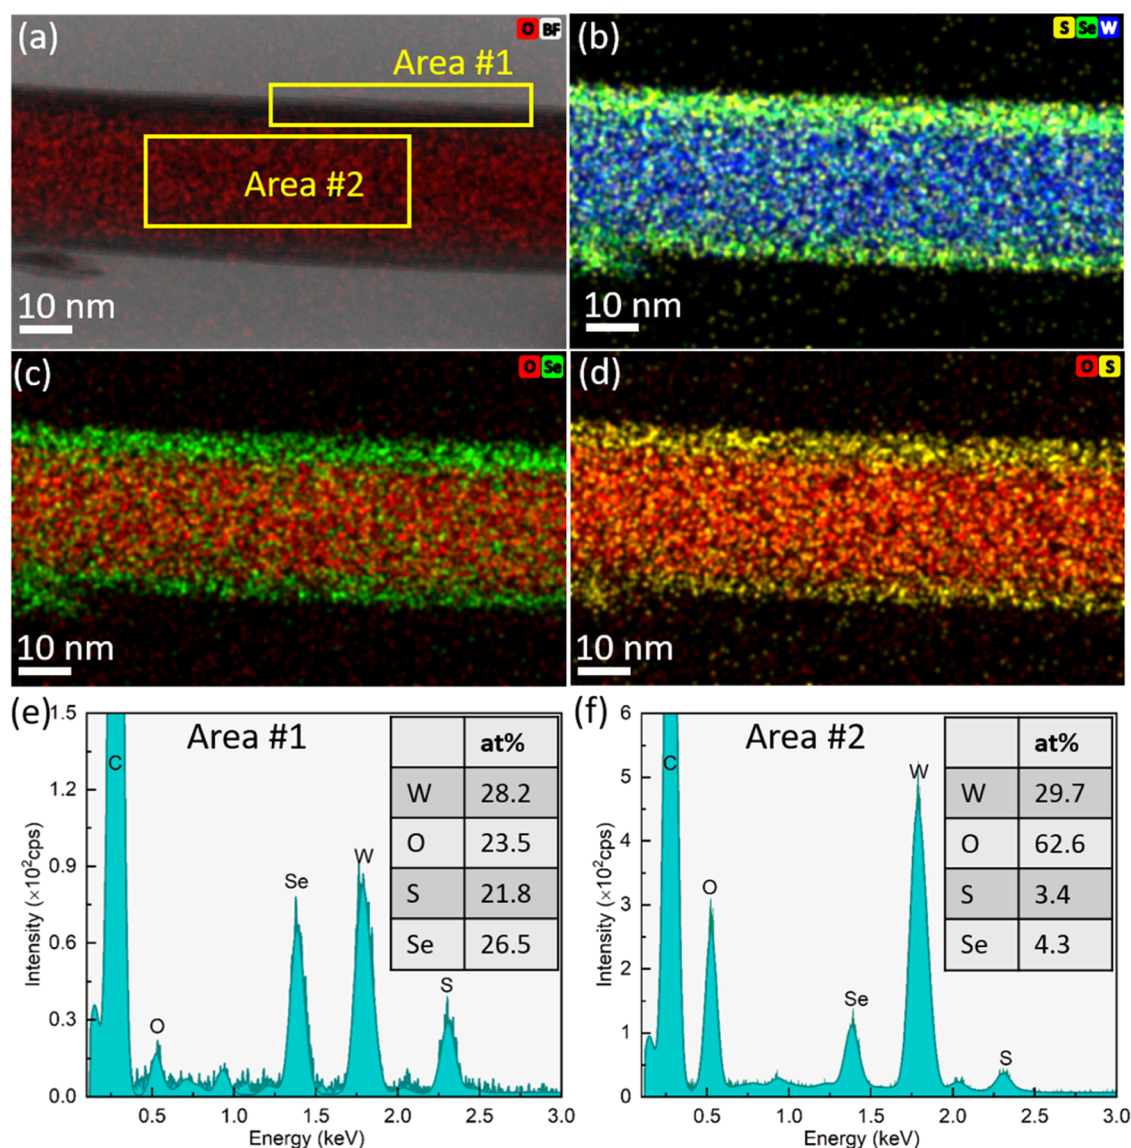 (a)
O BF
Area #1
Area #2
10 nm
(b)
S Se W
10 nm
(c)
O Se
10 nm
(d)
O S
10 nm
(e)
Area #1
at%
W 28.2
O 23.5
S 21.8
Se 26.5
C
O
Se
W
S
1.5
1.2
0.9
0.6
0.3
0.0
Intensity (×10²cps)
0.5 1.0 1.5 2.0 2.5 3.0
Energy (keV)
(f)
Area #2
at%
W 29.7
O 62.6
S 3.4
Se 4.3
C
O
Se
W
S
6
5
4
3
2
1
0
Intensity (×10²cps)
0.5 1.0 1.5 2.0 2.5 3.0
Energy (keV)